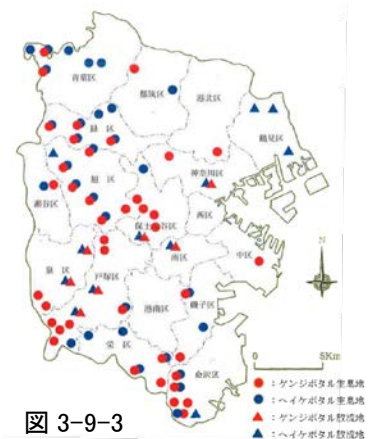 青葉区
都筑区
港北区
鶴見区
緑 区
旭 区
神奈川区
瀬谷区
保土ヶ谷区
西区
泉 区
戸塚区
南区
中区
港南区
磯子区
栄 区
金沢区
N
0 5Km
:ゲンジボタル生息地
:ヘイケボタル生息地
:ゲンジボタル放流地
:ヘイケボタル放流地
図 3-9-3